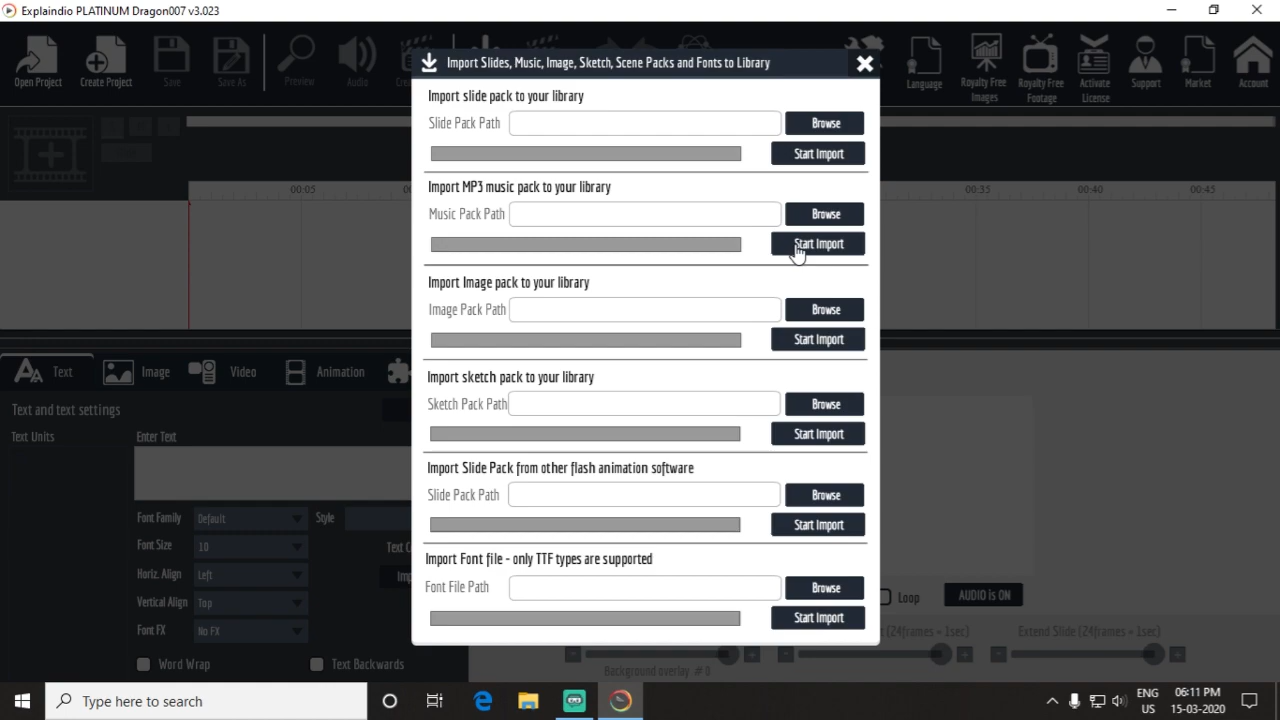 Explaindio PLATINUM Dragon007 v3.023
Open Project
Create Project
Save
Save As
Preview
Audio
Language
Royalty Free Images
Royalty Free Footage
Activate License
Support
Market
Account
Import Slides, Music, Image, Sketch, Scene Packs and Fonts to Library
Import slide pack to your library
Slide Pack Path
Browse
Start Import
Import MP3 music pack to your library
Music Pack Path
Browse
Start Import
Import Image pack to your library
Image Pack Path
Browse
Start Import
Import sketch pack to your library
Sketch Pack Path
Browse
Start Import
Import Slide Pack from other flash animation software
Slide Pack Path
Browse
Start Import
Import Font file - only TTF types are supported
Font File Path
Browse
Start Import
00:05
00:35
00:40
00:45
Text
Image
Video
Animation
Text and text settings
Text Units
Enter Text
Font Family
Default
Style
Font Size
10
Horiz. Align
Left
Vertical Align
Top
Font FX
No FX
Word Wrap
Text Backwards
Loop
AUDIO is ON
(24frames = 1sec)
Extend Slide (24frames = 1sec)
Background overlay # 0
Type here to search
ENG
US
06:11 PM
15-03-2020